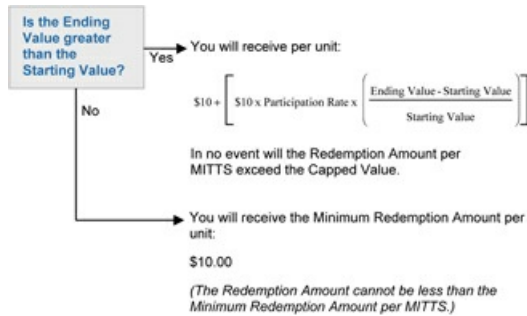 Is the Ending
Value greater
than the
Starting Value?
Yes
You will receive per unit:
$10 + [ $10 x Participation Rate x ( Ending Value - Starting Value / Starting Value ) ]
In no event will the Redemption Amount per
MITTS exceed the Capped Value.
No
You will receive the Minimum Redemption Amount per
unit:
$10.00
(The Redemption Amount cannot be less than the
Minimum Redemption Amount per MITTS.)